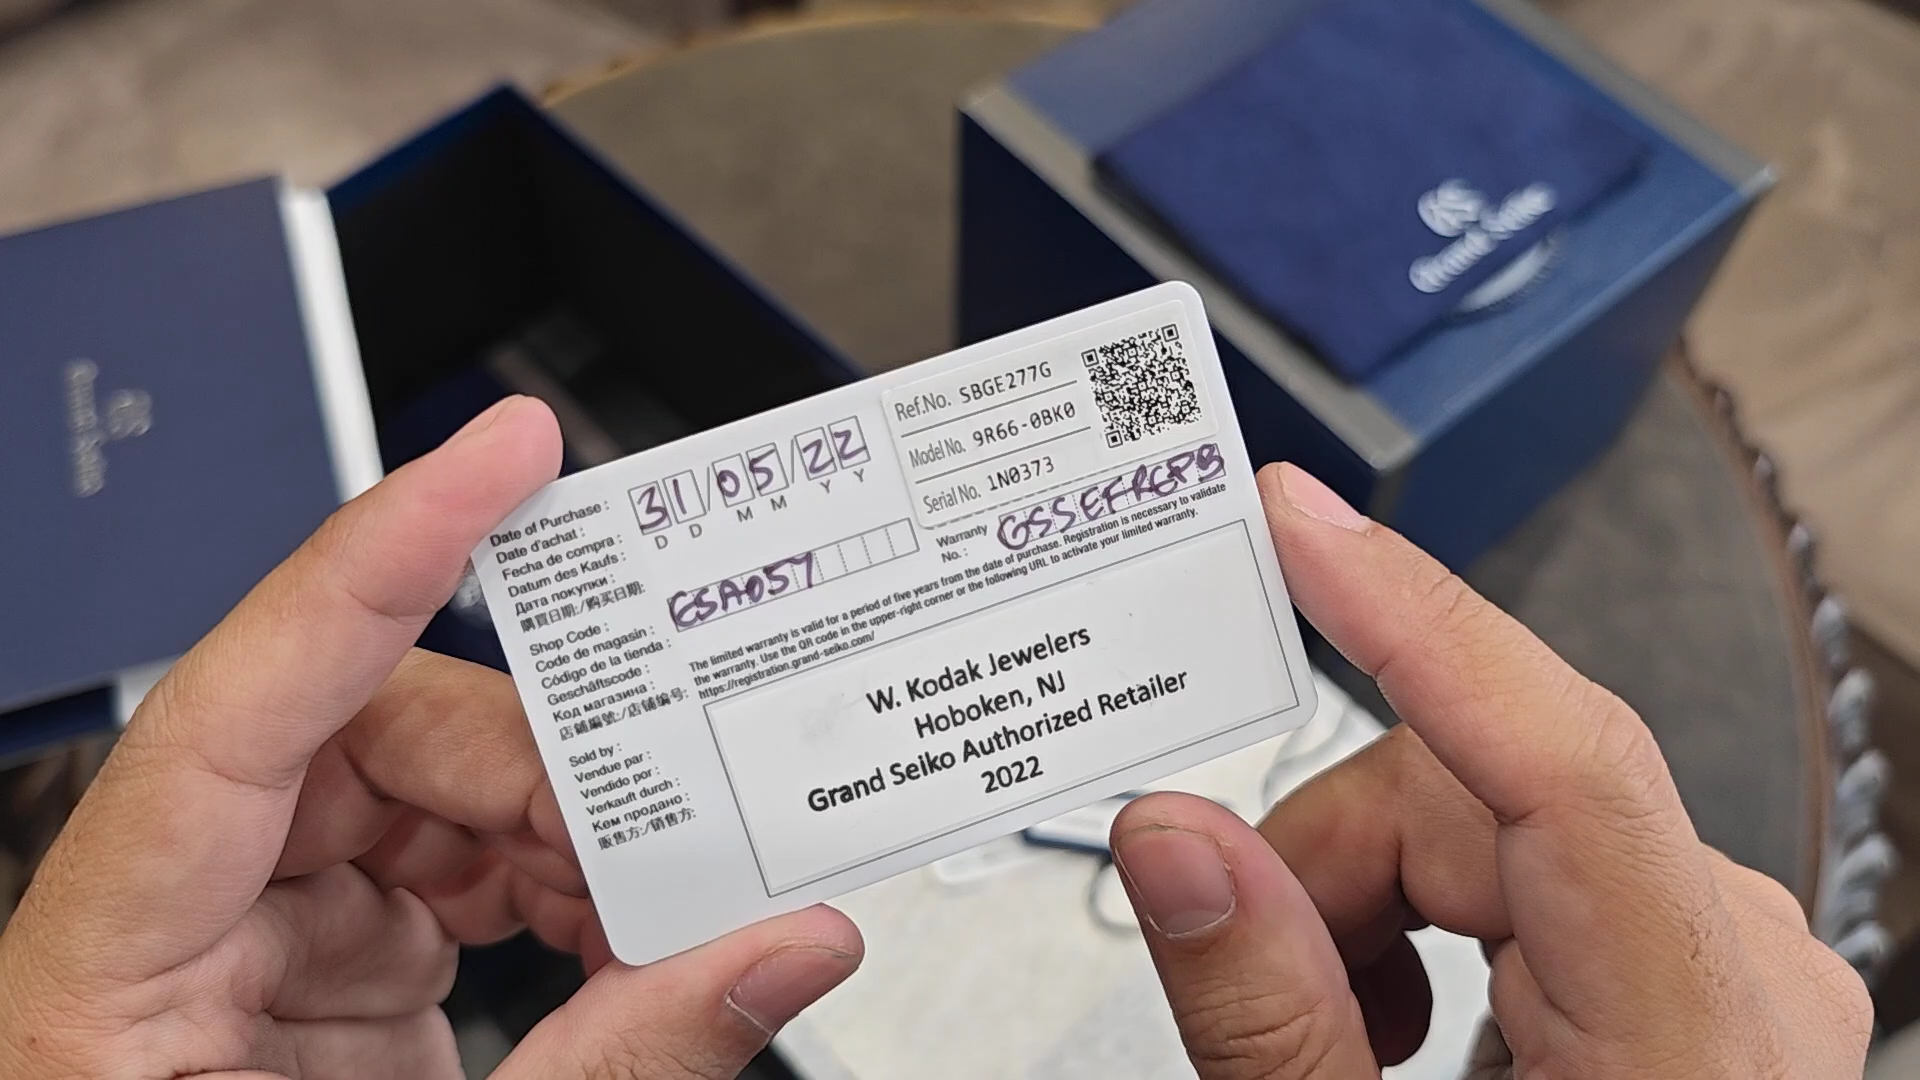 GS
Grand Seiko
Date of Purchase :
Date d'achat :
Fecha de compra :
Datum des Kaufs :
Дата покупки :
購買日期:/购买日期:
31/05/22
D D M M Y Y
Ref.No. SBGE277G
Model No. 9R66-0BK0
Serial No. 1N0373
Warranty No. : GSSEFRGPB
Shop Code :
Code de magasin :
Código de la tienda :
Geschäftscode :
Код магазина :
店鋪編號:/店铺编号:
GSA057
The limited warranty is valid for a period of five years from the date of purchase. Registration is necessary to validate
the warranty. Use the QR code in the upper-right corner or the following URL to activate your limited warranty.
https://registration.grand-seiko.com/
Sold by :
Vendue par :
Vendido por :
Verkauft durch :
Кем продано :
販售方:/销售方:
W. Kodak Jewelers
Hoboken, NJ
Grand Seiko Authorized Retailer
2022